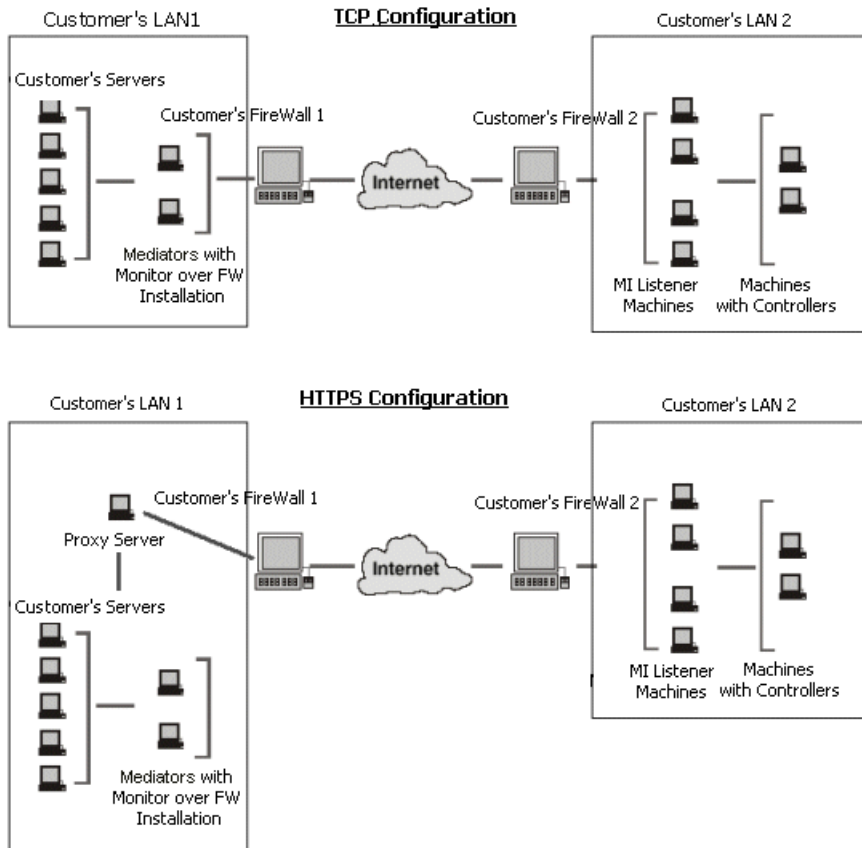 Customer's LAN1
TCP Configuration
Customer's LAN 2
Customer's Servers
Customer's FireWall 1
Customer's FireWall 2
Internet
Mediators with
Monitor over FW
Installation
MI Listener
Machines
Machines
with Controllers
HTTPS Configuration
Customer's LAN 1
Customer's LAN 2
Customer's FireWall 1
Customer's FireWall 2
Proxy Server
Internet
Customer's Servers
MI Listener
Machines
Machines
with Controllers
Mediators with
Monitor over FW
Installation